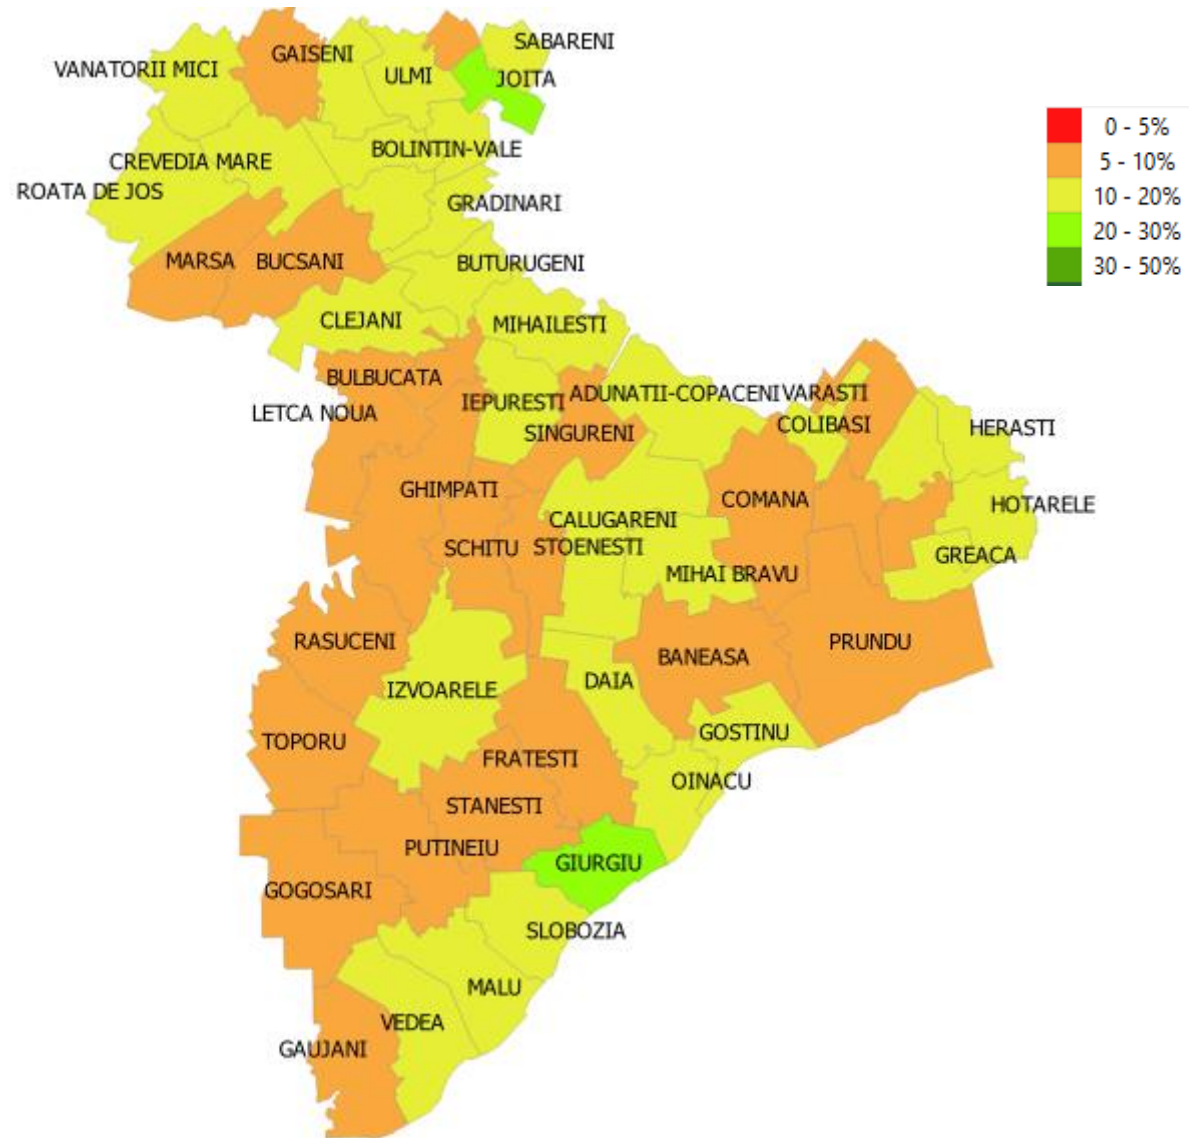 SABARENI
GAISENI
VANATORII MICI
ULMI
JOITA
0 - 5%
5 - 10%
10 - 20%
20 - 30%
30 - 50%
BOLINTIN-VALE
CREVEDIA MARE
ROATA DE JOS
GRADINARI
MARSA
BUCSANI
BUTURUGENI
CLEJANI
MIHAILESTI
BULBUCATA
ADUNATII-COPACENI
VARASTI
IEPURESTI
LETCA NOUA
COLIBASI
HERASTI
SINGURENI
GHIMPATI
COMANA
HOTARELE
CALUGARENI
SCHITU
STOENESTI
GREACA
MIHAI BRAVU
RASUCENI
PRUNDU
BANEASA
DAIA
IZVOARELE
GOSTINU
TOPORU
FRATESTI
OINACU
STANESTI
PUTINEIU
GIURGIU
GOGOSARI
SLOBOZIA
MALU
VEDEA
GAUJANI